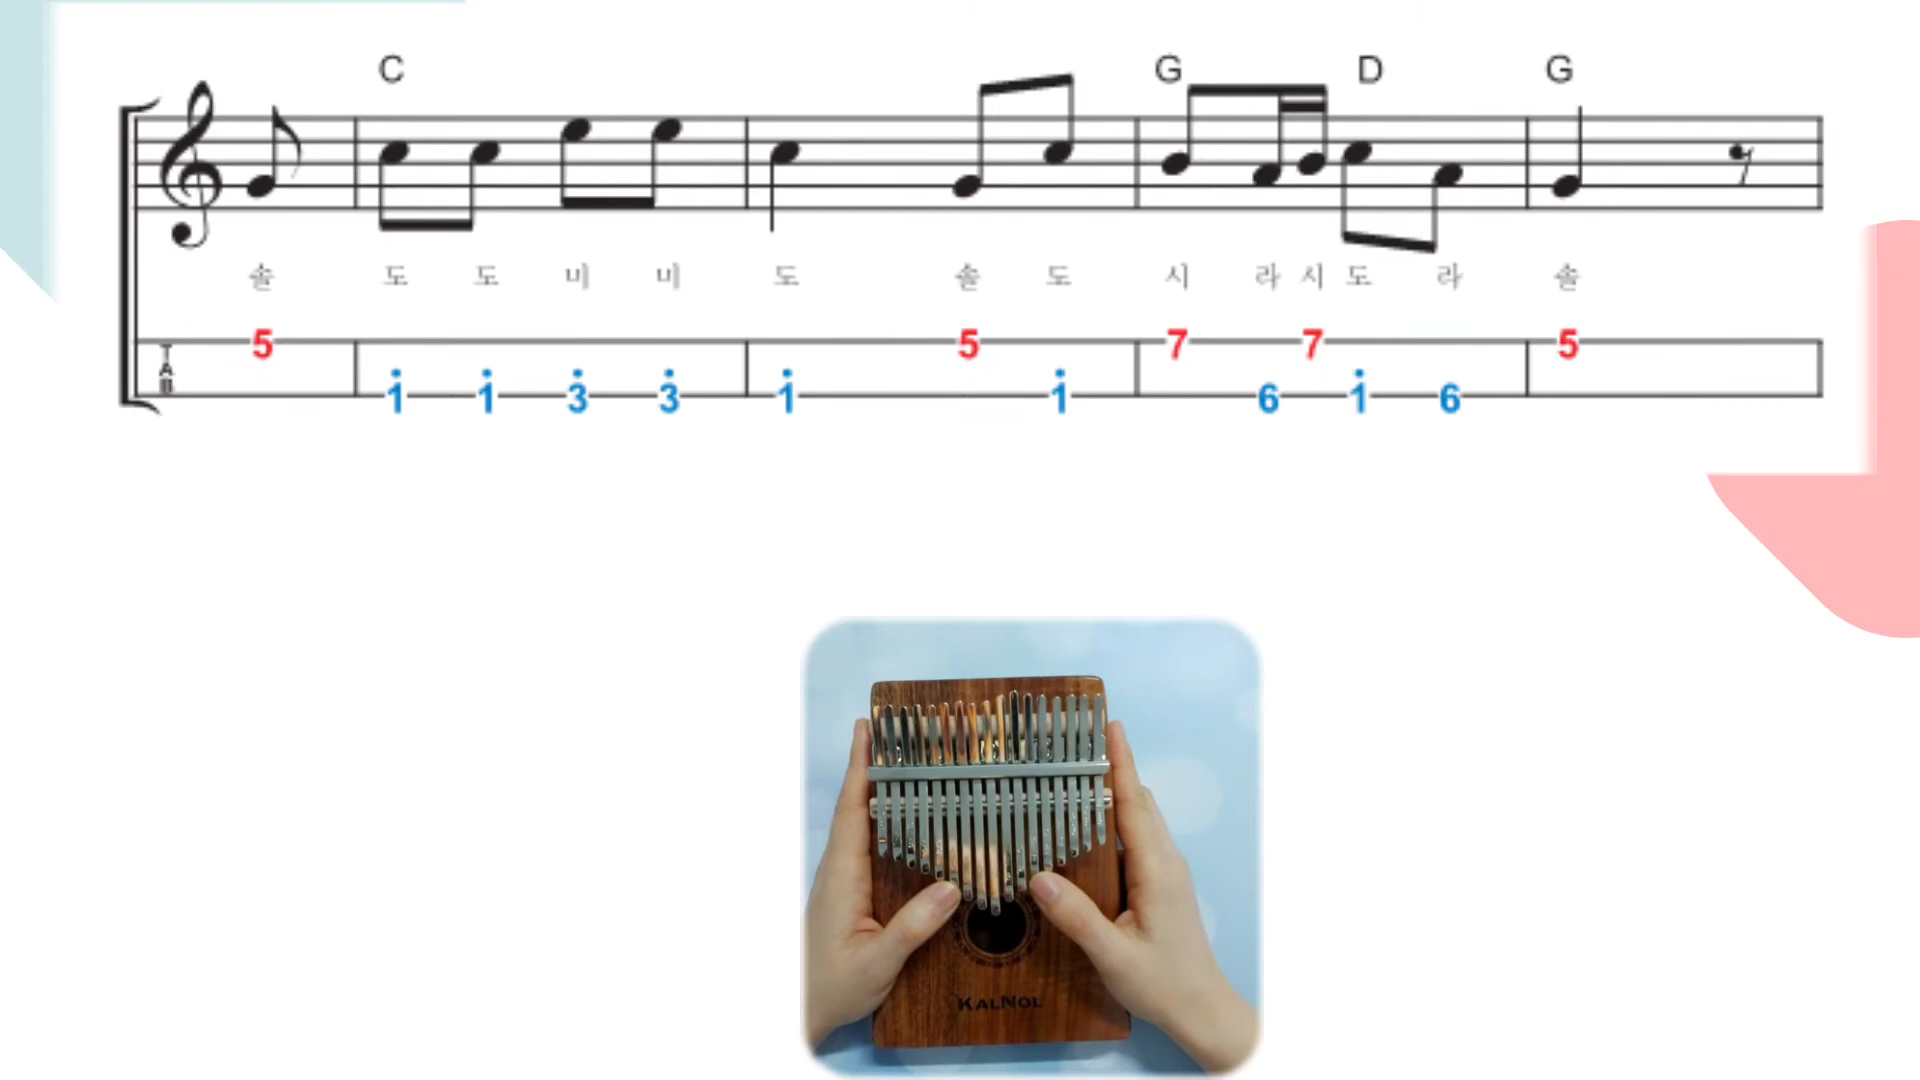 C G D G
솔 도 도 미 미 도 솔 도 시 라 시 도 라 솔
TAB
5 5 7 7 5
1 1 3 3 1 1 6 1 6
KALNOL